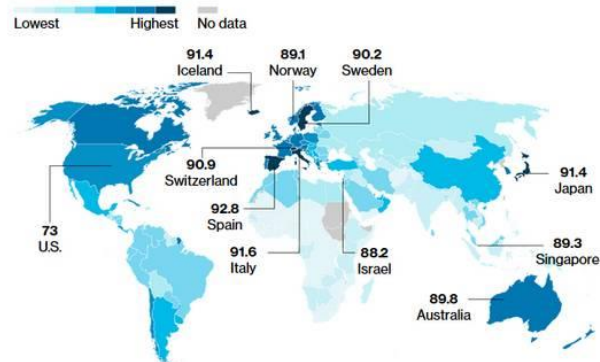 Lowest Highest No data
91.4
Iceland
89.1
Norway
90.2
Sweden
90.9
Switzerland
73
U.S.
92.8
Spain
91.6
Italy
88.2
Israel
91.4
Japan
89.3
Singapore
89.8
Australia